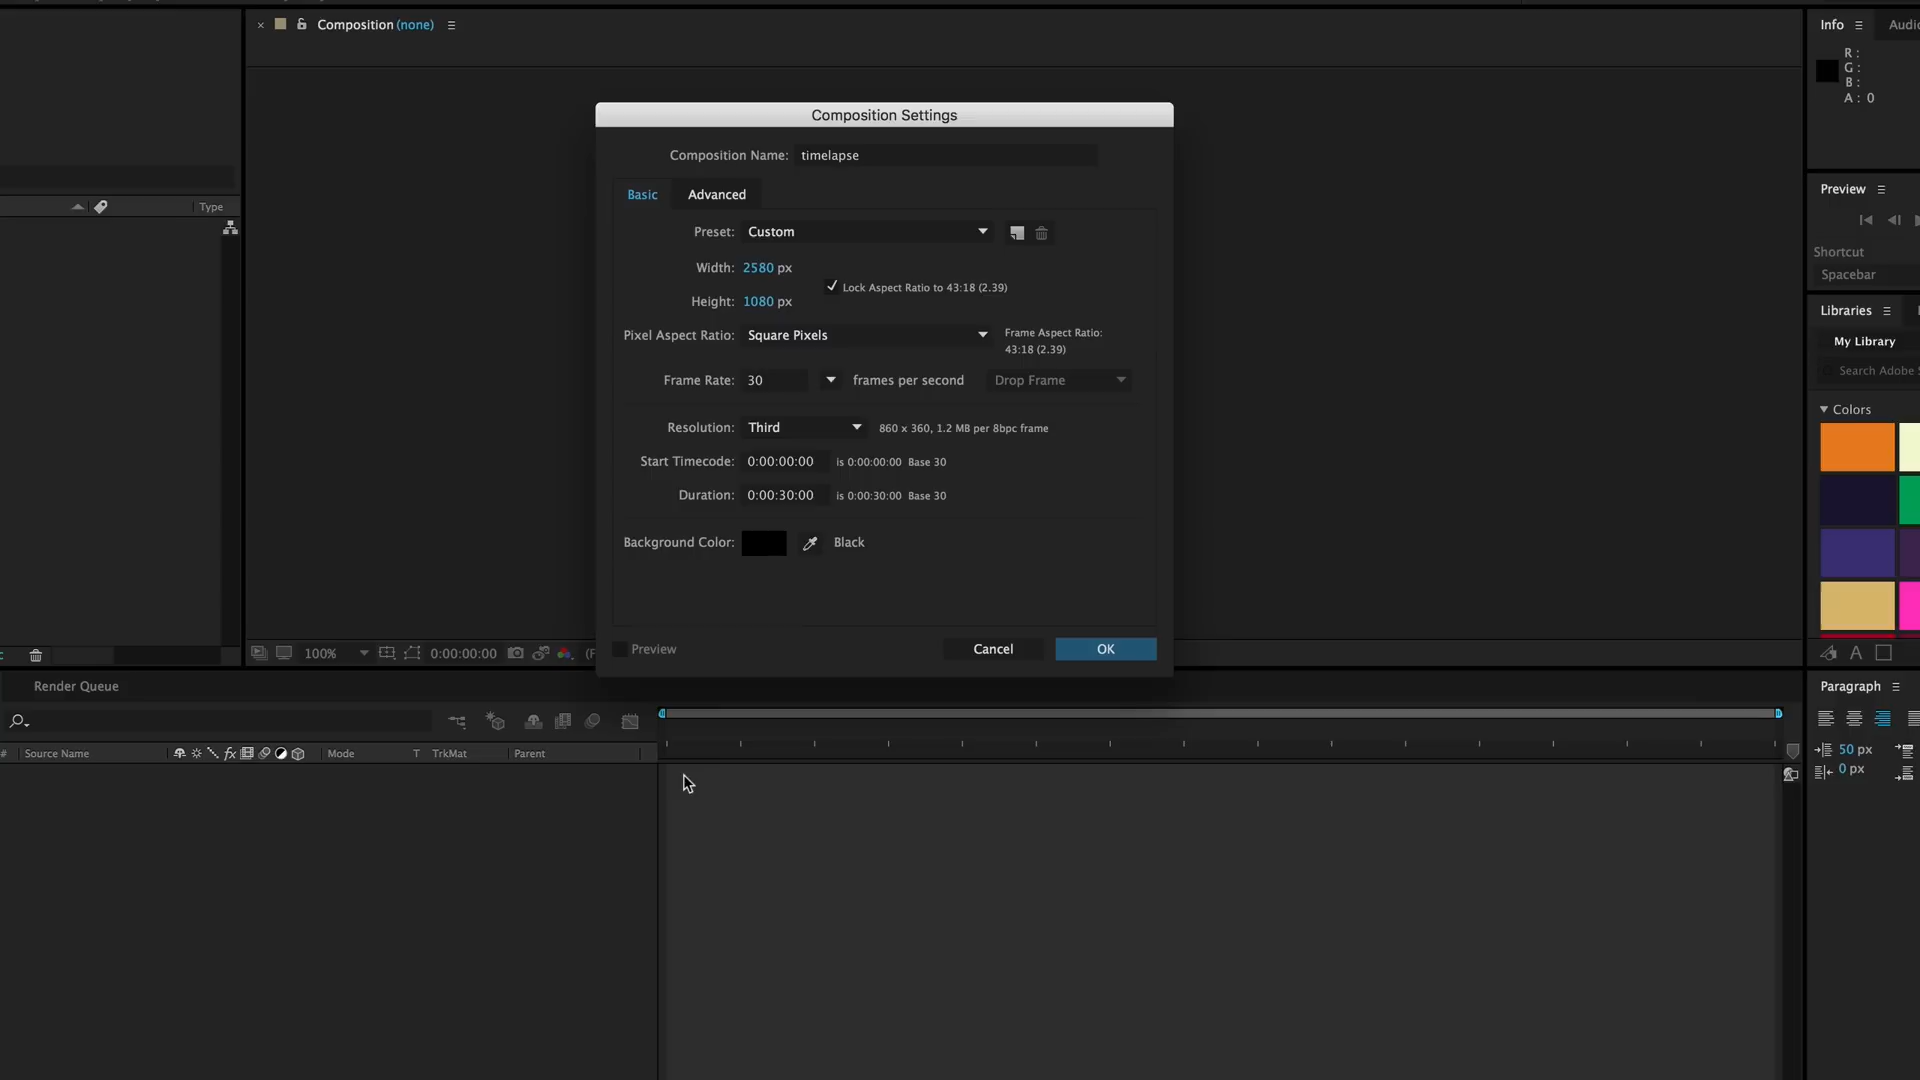 Composition (none)
Info
Audio
R :
G :
B :
A : 0
Composition Settings
Composition Name: timelapse
Basic
Advanced
Preset: Custom
Width: 2580 px
Lock Aspect Ratio to 43:18 (2.39)
Height: 1080 px
Pixel Aspect Ratio: Square Pixels
Frame Aspect Ratio:
43:18 (2.39)
Frame Rate: 30
frames per second
Drop Frame
Resolution: Third
860 x 360, 1.2 MB per 8bpc frame
Start Timecode: 0:00:00:00
is 0:00:00:00 Base 30
Duration: 0:00:30:00
is 0:00:30:00 Base 30
Background Color:
Black
Preview
Cancel
OK
Type
Preview
Shortcut
Spacebar
Libraries
My Library
Search Adobe S
Colors
100%
0:00:00:00
(F
A
Render Queue
# Source Name
fx
Mode
T TrkMat
Parent
Paragraph
50 px
0 px